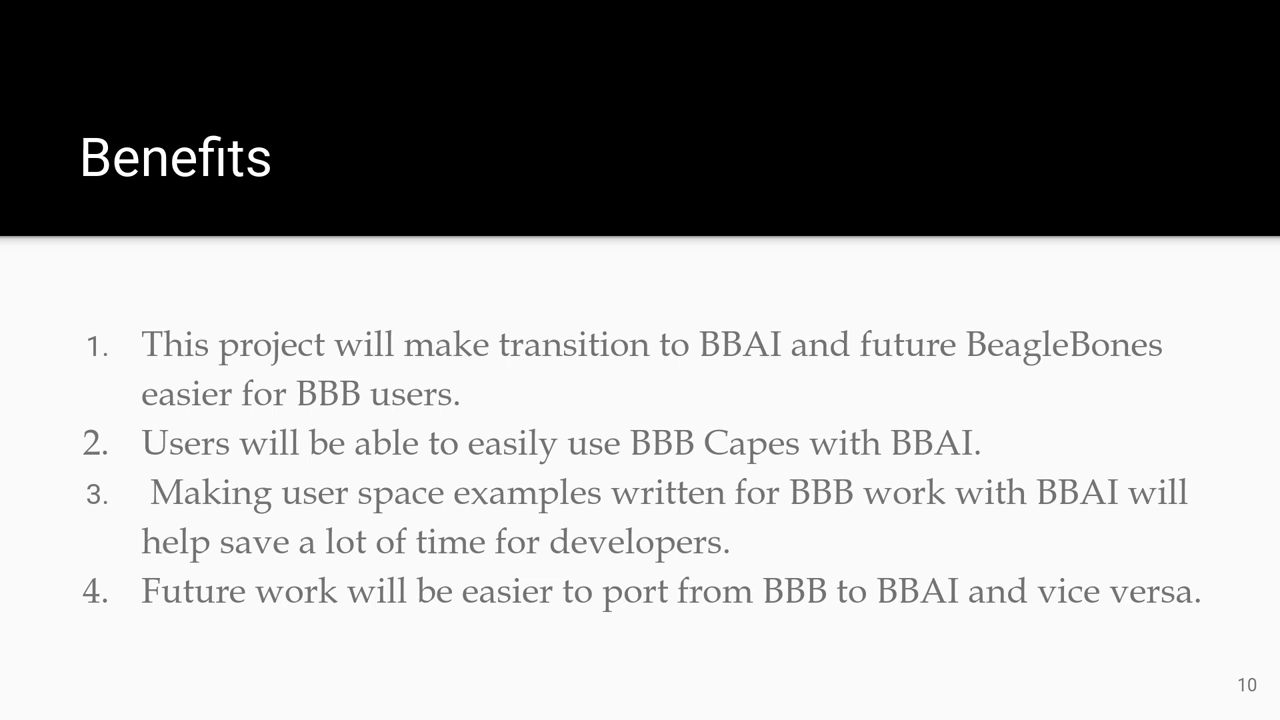 Benefits
1. This project will make transition to BBAI and future BeagleBones
easier for BBB users.
2. Users will be able to easily use BBB Capes with BBAI.
3. Making user space examples written for BBB work with BBAI will
help save a lot of time for developers.
4. Future work will be easier to port from BBB to BBAI and vice versa.
10